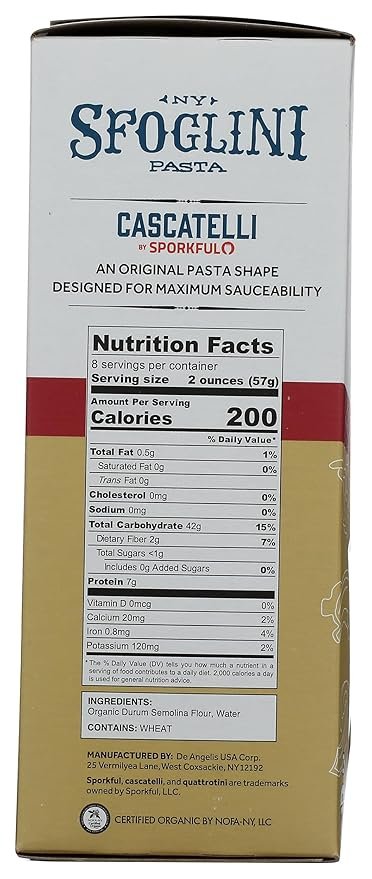 NY
SFOGLINI
PASTA
CASCATELLI
BY SPORKFUL
AN ORIGINAL PASTA SHAPE
DESIGNED FOR MAXIMUM SAUCEABILITY
Nutrition Facts
8 servings per container
Serving size 2 ounces (57g)
Amount Per Serving
Calories 200
% Daily Value*
Total Fat 0.5g 1%
Saturated Fat 0g 0%
Trans Fat 0g
Cholesterol 0mg 0%
Sodium 0mg 0%
Total Carbohydrate 42g 15%
Dietary Fiber 2g 7%
Total Sugars <1g
Includes 0g Added Sugars 0%
Protein 7g
Vitamin D 0mcg 0%
Calcium 20mg 2%
Iron 0.8mg 4%
Potassium 120mg 2%
*The % Daily Value (DV) tells you how much a nutrient in a
serving of food contributes to a daily diet. 2,000 calories a day
is used for general nutrition advice.
INGREDIENTS:
Organic Durum Semolina Flour, Water
CONTAINS: WHEAT
MANUFACTURED BY: De Angelis USA Corp.
25 Vermilyea Lane, West Coxsackie, NY12192
Sporkful, cascatelli, and quattrotini are trademarks
owned by Sporkful, LLC.
CERTIFIED ORGANIC BY NOFA-NY, LLC